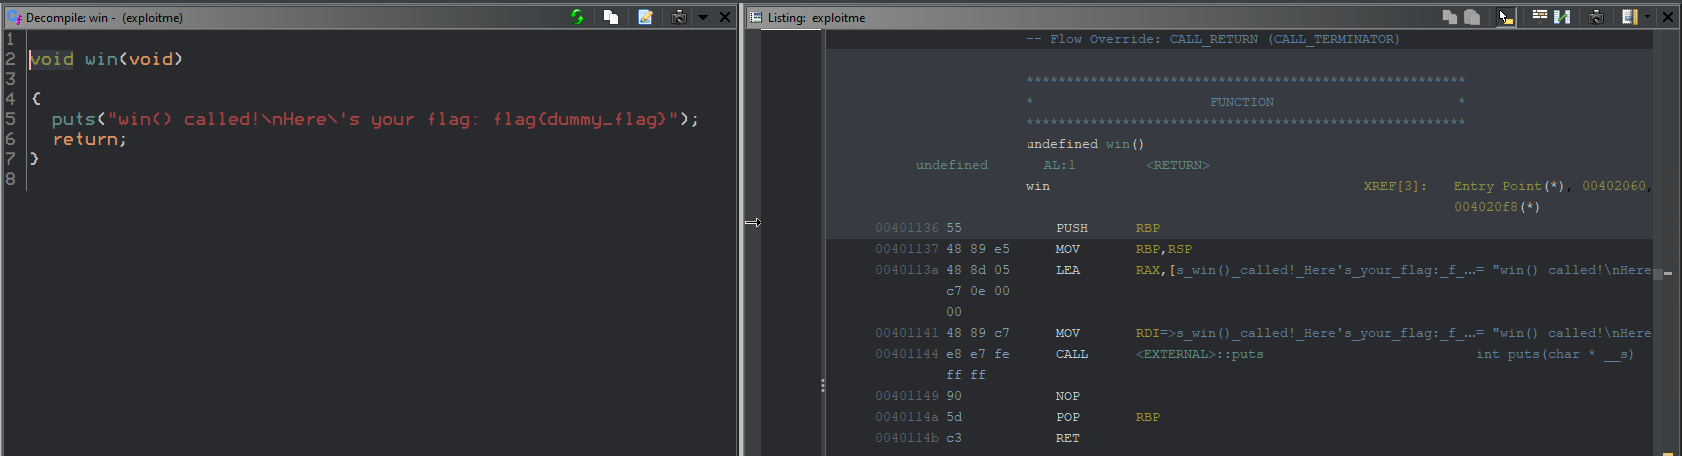 Decompile: win - (exploitme)
1
2 void win(void)
3
4 {
5 puts("win() called!\nHere\'s your flag: flag{dummy_flag}");
6 return;
7 }
8
Listing: exploitme
-- Flow Override: CALL_RETURN (CALL_TERMINATOR)
*******************************************************
* FUNCTION *
*******************************************************
undefined win()
undefined AL:1 <RETURN>
win XREF[3]: Entry Point(*), 00402060,
004020f8(*)
00401136 55 PUSH RBP
00401137 48 89 e5 MOV RBP,RSP
0040113a 48 8d 05 LEA RAX,[s_win()_called!_Here's_your_flag:_f_...= "win() called!\nHere
c7 0e 00
00
00401141 48 89 c7 MOV RDI=>s_win()_called!_Here's_your_flag:_f_...= "win() called!\nHere
00401144 e8 e7 fe CALL <EXTERNAL>::puts int puts(char * __s)
ff ff
00401149 90 NOP
0040114a 5d POP RBP
0040114b c3 RET